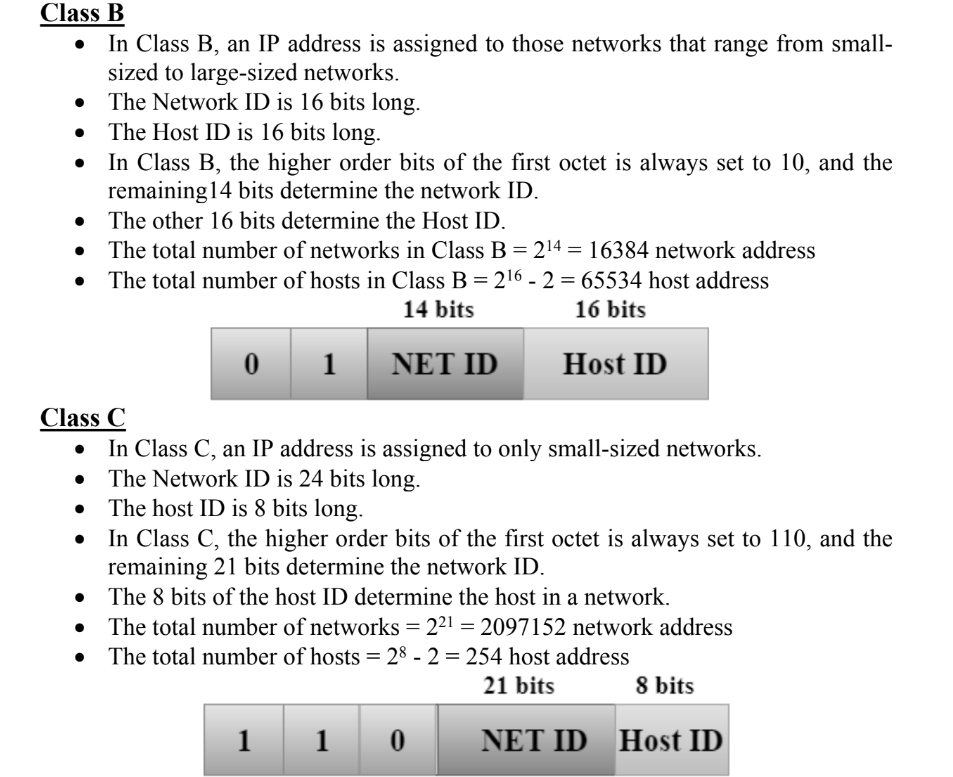 Class B
• In Class B, an IP address is assigned to those networks that range from small-
sized to large-sized networks.
• The Network ID is 16 bits long.
• The Host ID is 16 bits long.
• In Class B, the higher order bits of the first octet is always set to 10, and the
remaining14 bits determine the network ID.
• The other 16 bits determine the Host ID.
• The total number of networks in Class B = 2¹⁴ = 16384 network address
• The total number of hosts in Class B = 2¹⁶ - 2 = 65534 host address
14 bits 16 bits
0 1 NET ID Host ID
Class C
• In Class C, an IP address is assigned to only small-sized networks.
• The Network ID is 24 bits long.
• The host ID is 8 bits long.
• In Class C, the higher order bits of the first octet is always set to 110, and the
remaining 21 bits determine the network ID.
• The 8 bits of the host ID determine the host in a network.
• The total number of networks = 2²¹ = 2097152 network address
• The total number of hosts = 2⁸ - 2 = 254 host address
21 bits 8 bits
1 1 0 NET ID Host ID